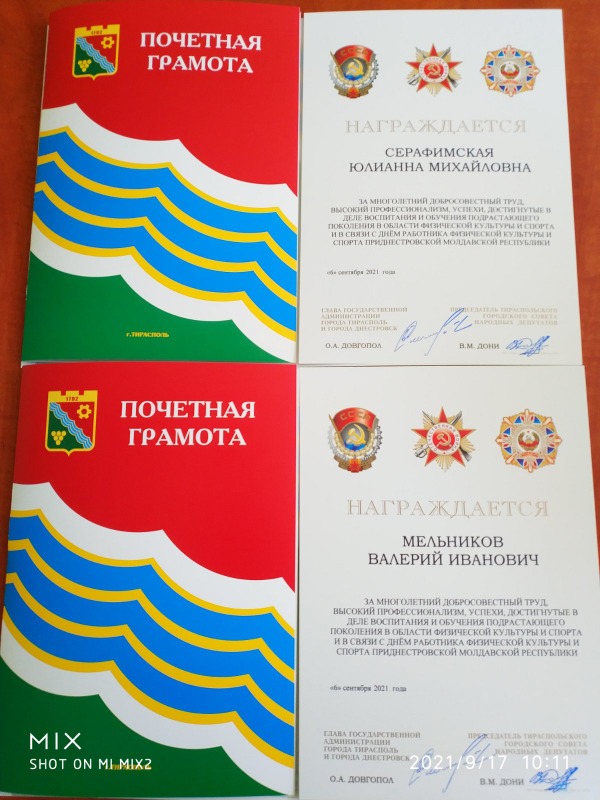 1792
ПОЧЕТНАЯ
ГРАМОТА
г.ТИРАСПОЛЬ
НАГРАЖДАЕТСЯ
СЕРАФИМСКАЯ
ЮЛИАННА МИХАЙЛОВНА
ЗА МНОГОЛЕТНИЙ ДОБРОСОВЕСТНЫЙ ТРУД,
ВЫСОКИЙ ПРОФЕССИОНАЛИЗМ, УСПЕХИ, ДОСТИГНУТЫЕ В
ДЕЛЕ ВОСПИТАНИЯ И ОБУЧЕНИЯ ПОДРАСТАЮЩЕГО
ПОКОЛЕНИЯ В ОБЛАСТИ ФИЗИЧЕСКОЙ КУЛЬТУРЫ И СПОРТА
И В СВЯЗИ С ДНЁМ РАБОТНИКА ФИЗИЧЕСКОЙ КУЛЬТУРЫ И
СПОРТА ПРИДНЕСТРОВСКОЙ МОЛДАВСКОЙ РЕСПУБЛИКИ
«6» сентября 2021 года
ГЛАВА ГОСУДАРСТВЕННОЙ
АДМИНИСТРАЦИИ
ГОРОДА ТИРАСПОЛЬ
И ГОРОДА ДНЕСТРОВСК
О.А. ДОВГОПОЛ
ПРЕДСЕДАТЕЛЬ ТИРАСПОЛЬСКОГО
ГОРОДСКОГО СОВЕТА
НАРОДНЫХ ДЕПУТАТОВ
В.М. ДОНИ
1792
ПОЧЕТНАЯ
ГРАМОТА
НАГРАЖДАЕТСЯ
МЕЛЬНИКОВ
ВАЛЕРИЙ ИВАНОВИЧ
ЗА МНОГОЛЕТНИЙ ДОБРОСОВЕСТНЫЙ ТРУД,
ВЫСОКИЙ ПРОФЕССИОНАЛИЗМ, УСПЕХИ, ДОСТИГНУТЫЕ В
ДЕЛЕ ВОСПИТАНИЯ И ОБУЧЕНИЯ ПОДРАСТАЮЩЕГО
ПОКОЛЕНИЯ В ОБЛАСТИ ФИЗИЧЕСКОЙ КУЛЬТУРЫ И СПОРТА
И В СВЯЗИ С ДНЁМ РАБОТНИКА ФИЗИЧЕСКОЙ КУЛЬТУРЫ И
СПОРТА ПРИДНЕСТРОВСКОЙ МОЛДАВСКОЙ РЕСПУБЛИКИ
«6» сентября 2021 года
ГЛАВА ГОСУДАРСТВЕННОЙ
АДМИНИСТРАЦИИ
ГОРОДА ТИРАСПОЛЬ
И ГОРОДА ДНЕСТРОВСК
О.А. ДОВГОПОЛ
ПРЕДСЕДАТЕЛЬ ТИРАСПОЛЬСКОГО
ГОРОДСКОГО СОВЕТА
НАРОДНЫХ ДЕПУТАТОВ
В.М. ДОНИ
MIX
SHOT ON MI MIX2
2021/9/17 10:11